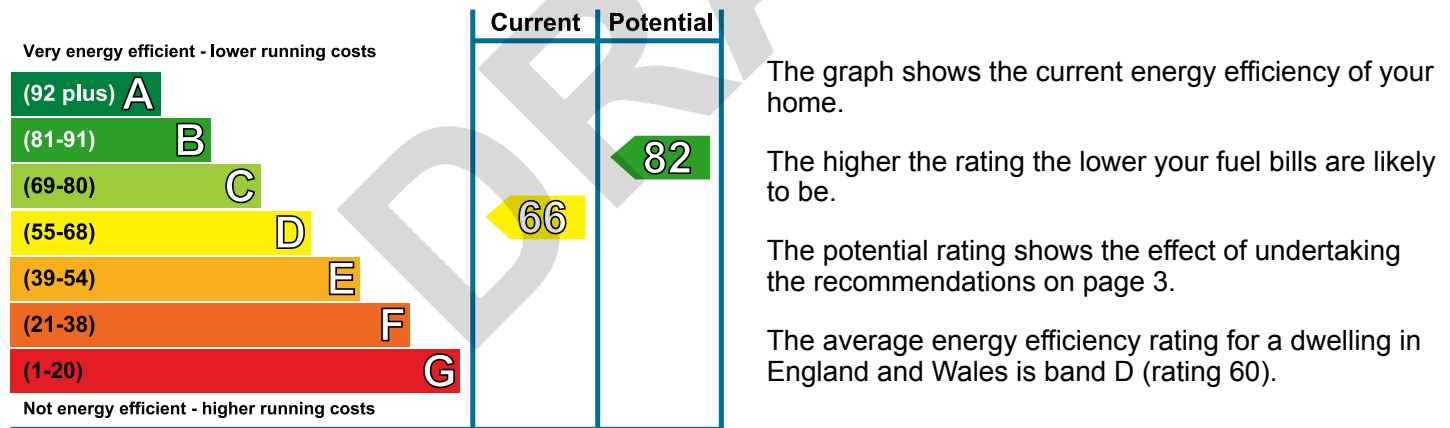 Current Potential
Very energy efficient - lower running costs
(92 plus) A
(81-91) B
(69-80) C
(55-68) D
(39-54) E
(21-38) F
(1-20) G
Not energy efficient - higher running costs
82
66
The graph shows the current energy efficiency of your
home.
The higher the rating the lower your fuel bills are likely
to be.
The potential rating shows the effect of undertaking
the recommendations on page 3.
The average energy efficiency rating for a dwelling in
England and Wales is band D (rating 60).